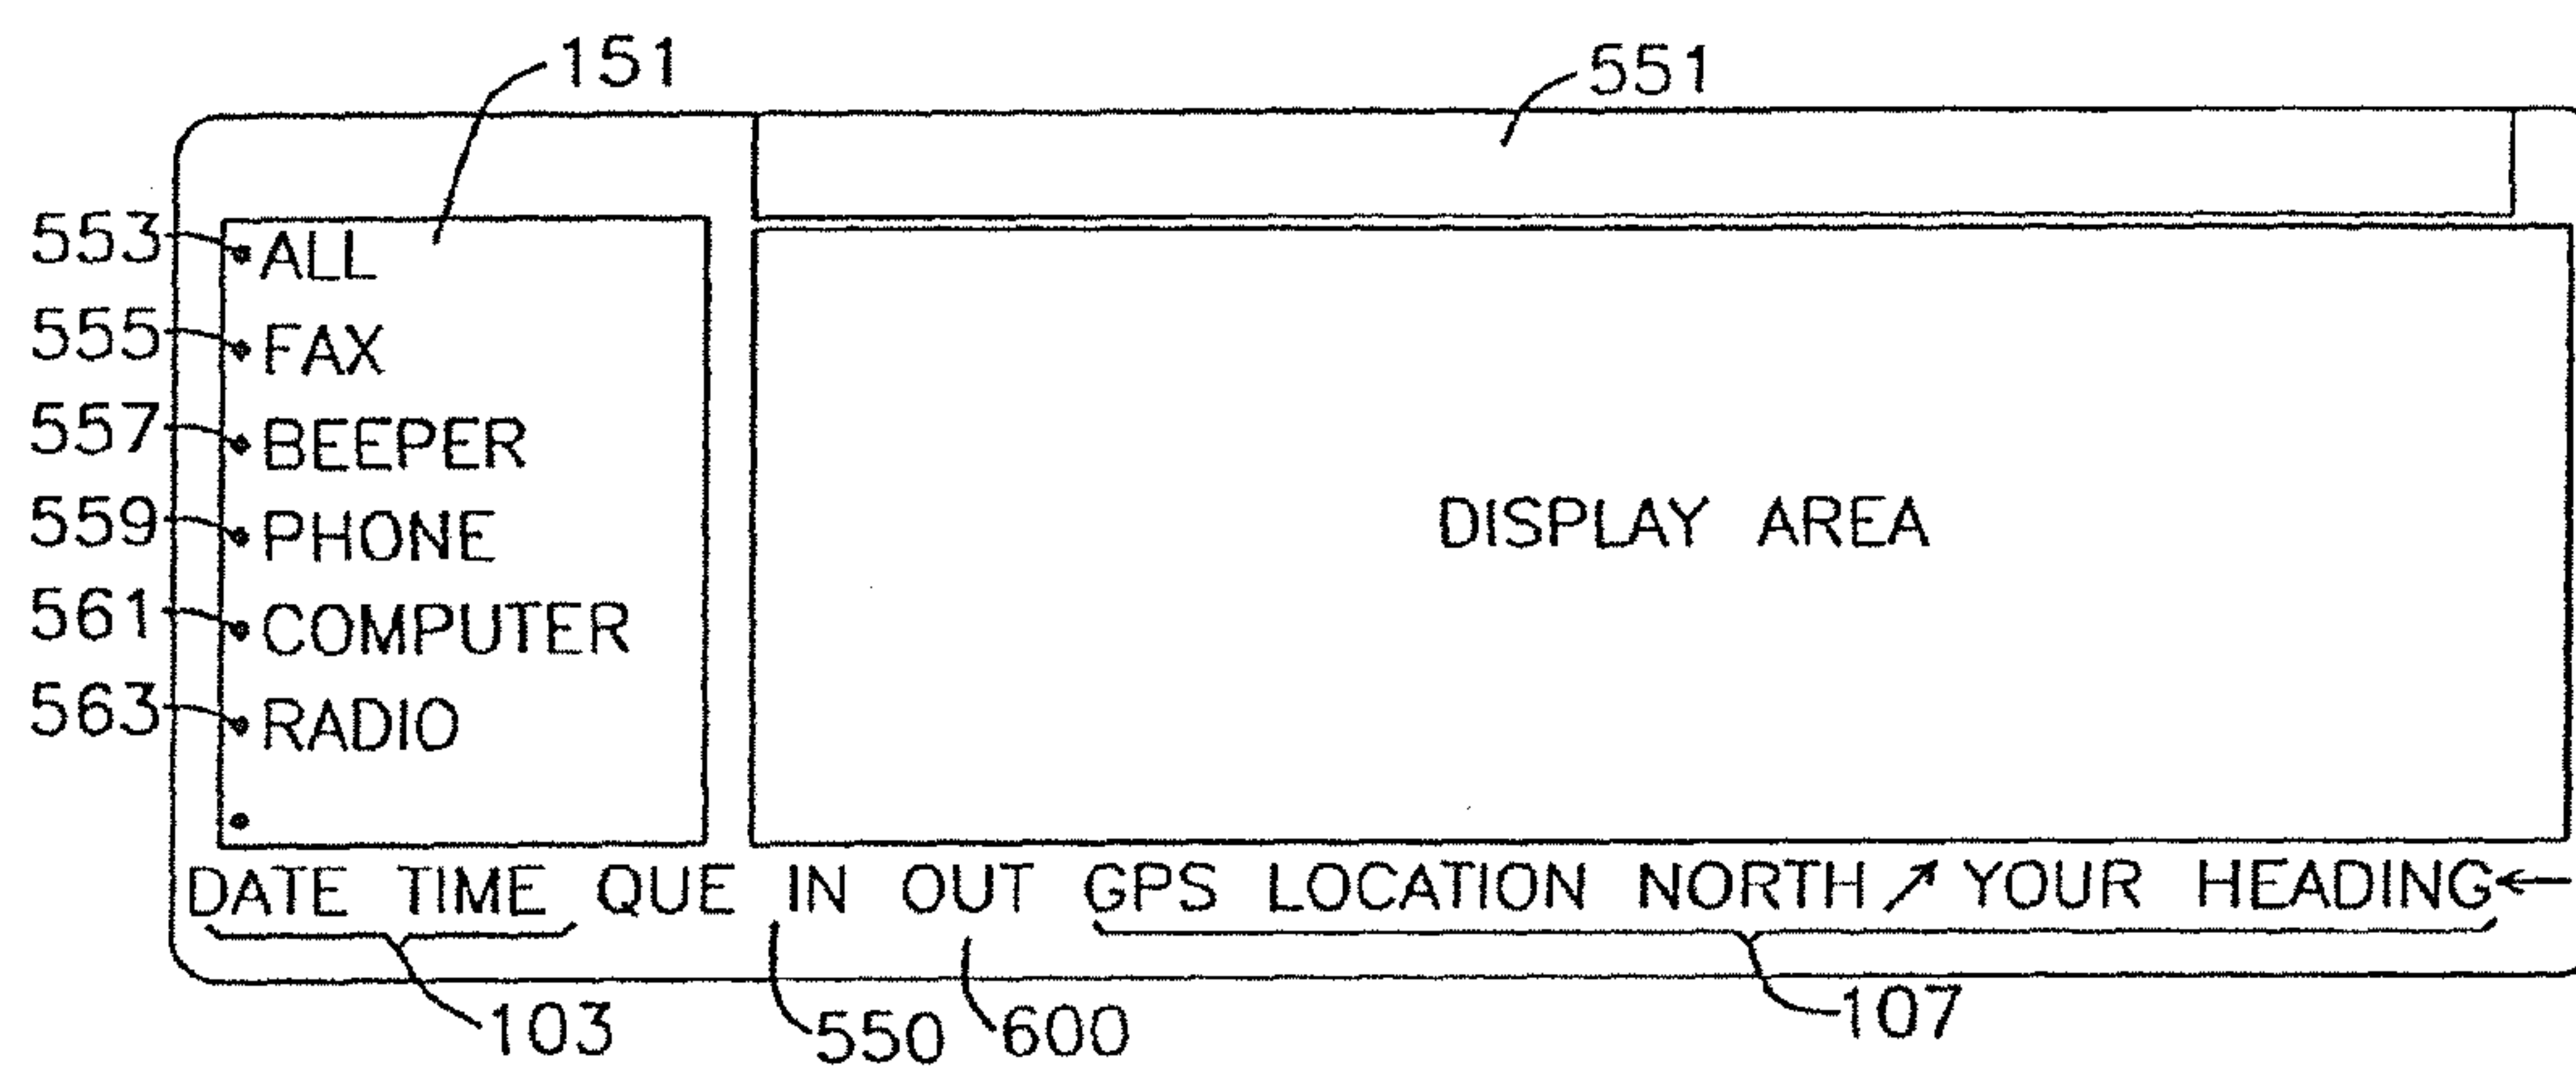 151 551
553 ALL
555 FAX
557 BEEPER
559 PHONE
561 COMPUTER
563 RADIO
DISPLAY AREA
DATE TIME QUE IN OUT GPS LOCATION NORTH ↗ YOUR HEADING ←
103 550 600 107